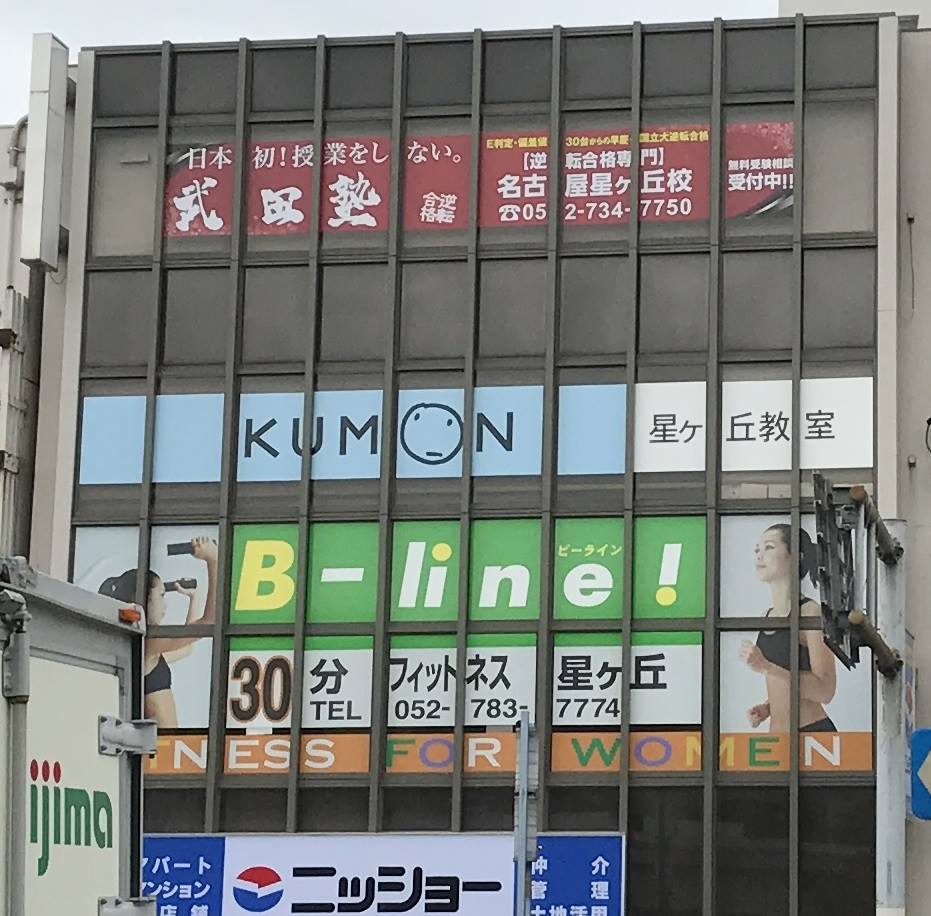 日本初！授業をしない。
武田塾
逆転
合格
E判定・偏差値30台からの早慶・国立大逆転合格
【逆転合格専門】
名古屋星ヶ丘校
☎052-734-7750
無料受験相談
受付中!!
KUMON
星ヶ丘教室
B-line!
ビーライン
30分フィットネス 星ヶ丘
TEL 052-783-7774
TNESS FOR WOMEN
ijima
アパート
ンション
店舗
ニッショー
仲介
管理
土地活用